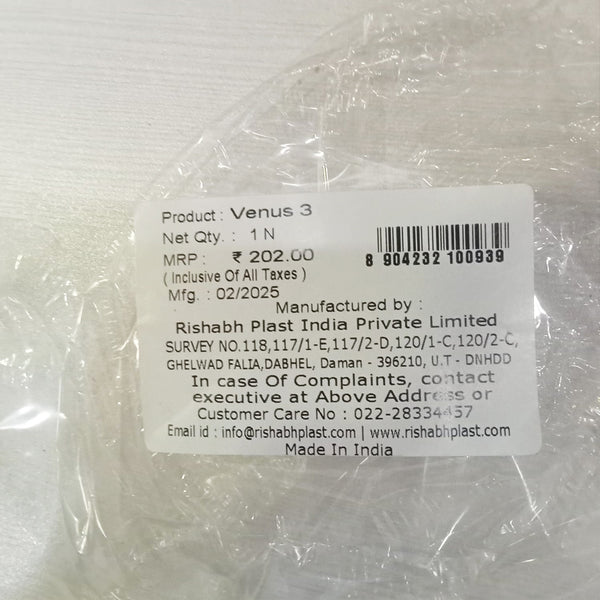 Product : Venus 3
Net Qty. : 1 N
MRP : ₹ 202.00
( Inclusive Of All Taxes )
Mfg. : 02/2025
8 904232 100939
Manufactured by :
Rishabh Plast India Private Limited
SURVEY NO.118,117/1-E,117/2-D,120/1-C,120/2-C,
GHELWAD FALIA,DABHEL, Daman - 396210, U.T - DNHDD
In case Of Complaints, contact
executive at Above Address or
Customer Care No : 022-28334457
Email id : info@rishabhplast.com | www.rishabhplast.com
Made In India